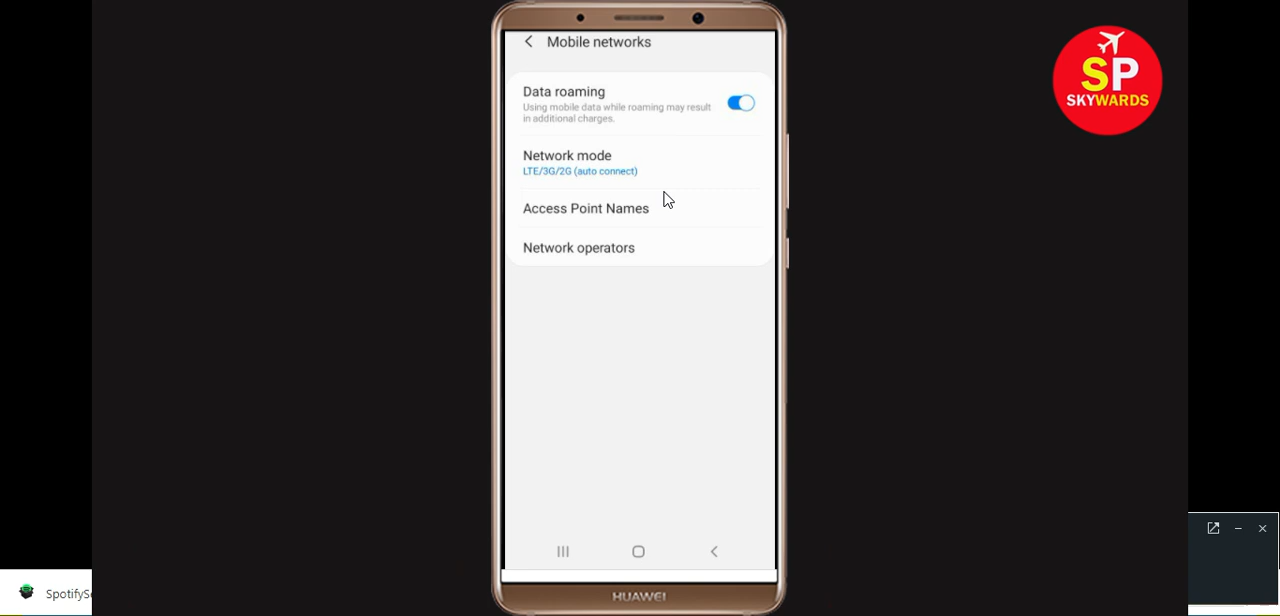 Mobile networks
Data roaming
Using mobile data while roaming may result
in additional charges.
Network mode
LTE/3G/2G (auto connect)
Access Point Names
Network operators
HUAWEI
SP
SKYWARDS
SpotifySe